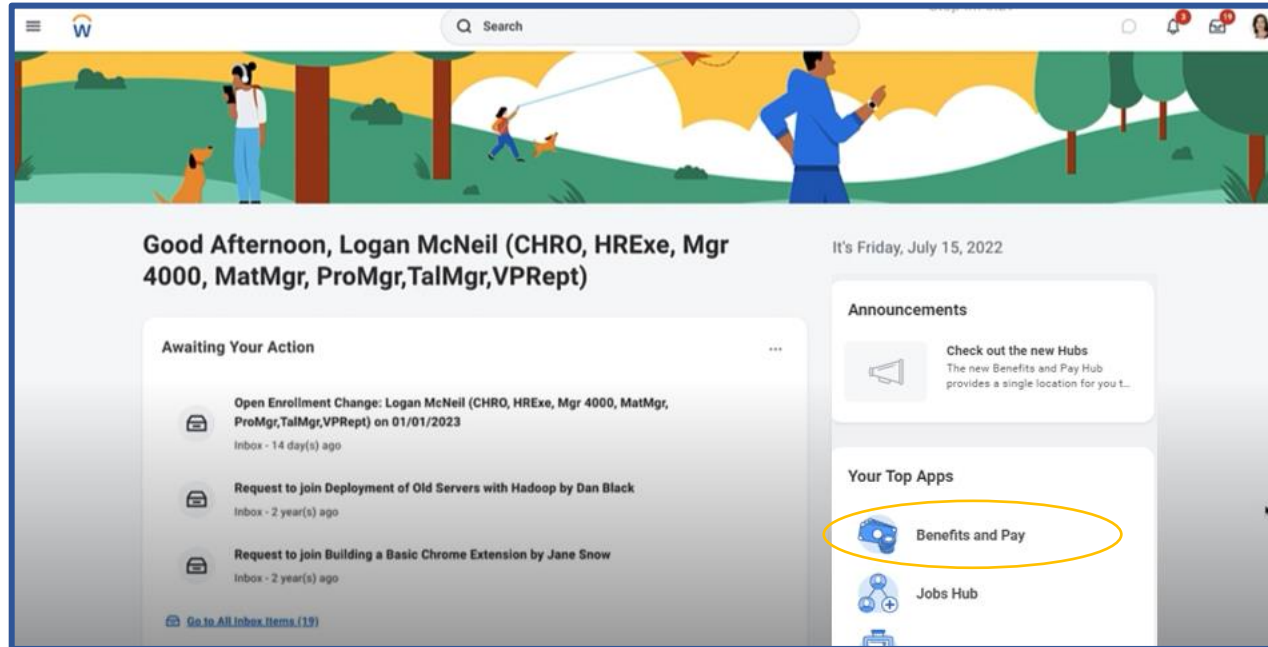 W
Search
3
19
Good Afternoon, Logan McNeil (CHRO, HRExe, Mgr
4000, MatMgr, ProMgr,TalMgr,VPRept)
It's Friday, July 15, 2022
Awaiting Your Action
Open Enrollment Change: Logan McNeil (CHRO, HRExe, Mgr 4000, MatMgr,
ProMgr,TalMgr,VPRept) on 01/01/2023
Inbox - 14 day(s) ago
Request to join Deployment of Old Servers with Hadoop by Dan Black
Inbox - 2 year(s) ago
Request to join Building a Basic Chrome Extension by Jane Snow
Inbox - 2 year(s) ago
Go to All Inbox Items (19)
Announcements
Check out the new Hubs
The new Benefits and Pay Hub
provides a single location for you t...
Your Top Apps
Benefits and Pay
Jobs Hub